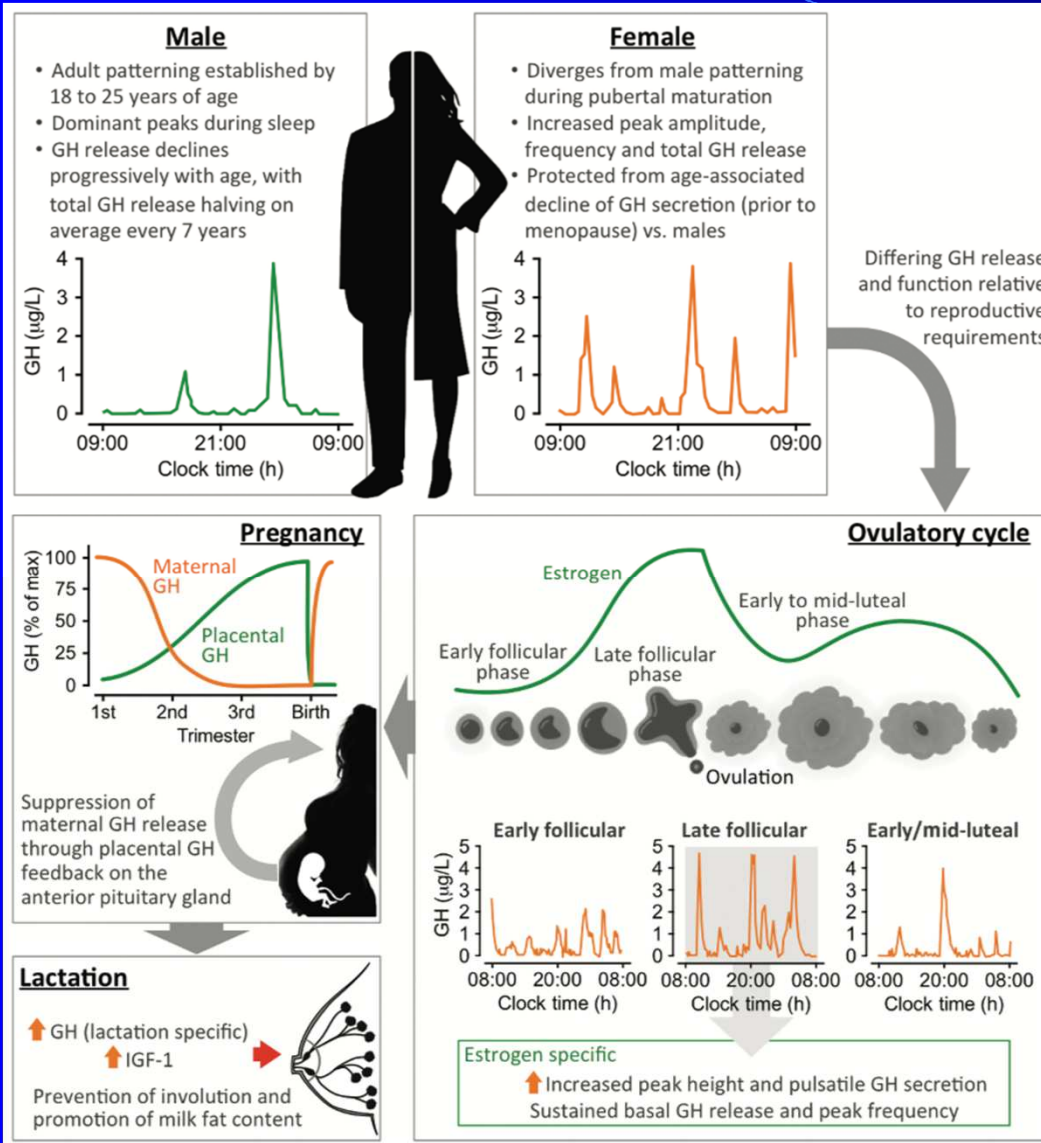 Male
• Adult patterning established by
18 to 25 years of age
• Dominant peaks during sleep
• GH release declines
progressively with age, with
total GH release halving on
average every 7 years
4
3
2
1
0
GH (µg/L)
09:00 21:00 09:00
Clock time (h)
Female
• Diverges from male patterning
during pubertal maturation
• Increased peak amplitude,
frequency and total GH release
• Protected from age-associated
decline of GH secretion (prior to
menopause) vs. males
4
3
2
1
0
GH (µg/L)
09:00 21:00 09:00
Clock time (h)
Differing GH release
and function relative
to reproductive
requirements
Pregnancy
100
75
50
25
0
GH (% of max)
Maternal
GH
Placental
GH
1st 2nd 3rd Birth
Trimester
Suppression of
maternal GH release
through placental GH
feedback on the
anterior pituitary gland
Ovulatory cycle
Estrogen
Early to mid-luteal
phase
Early follicular
phase
Late follicular
phase
Ovulation
Early follicular
5
4
3
2
1
0
GH (µg/L)
08:00 20:00 08:00
Clock time (h)
Late follicular
5
4
3
2
1
0
08:00 20:00 08:00
Clock time (h)
Early/mid-luteal
5
4
3
2
1
0
08:00 20:00 08:00
Clock time (h)
Estrogen specific
Increased peak height and pulsatile GH secretion
Sustained basal GH release and peak frequency
Lactation
GH (lactation specific)
IGF-1
Prevention of involution and
promotion of milk fat content